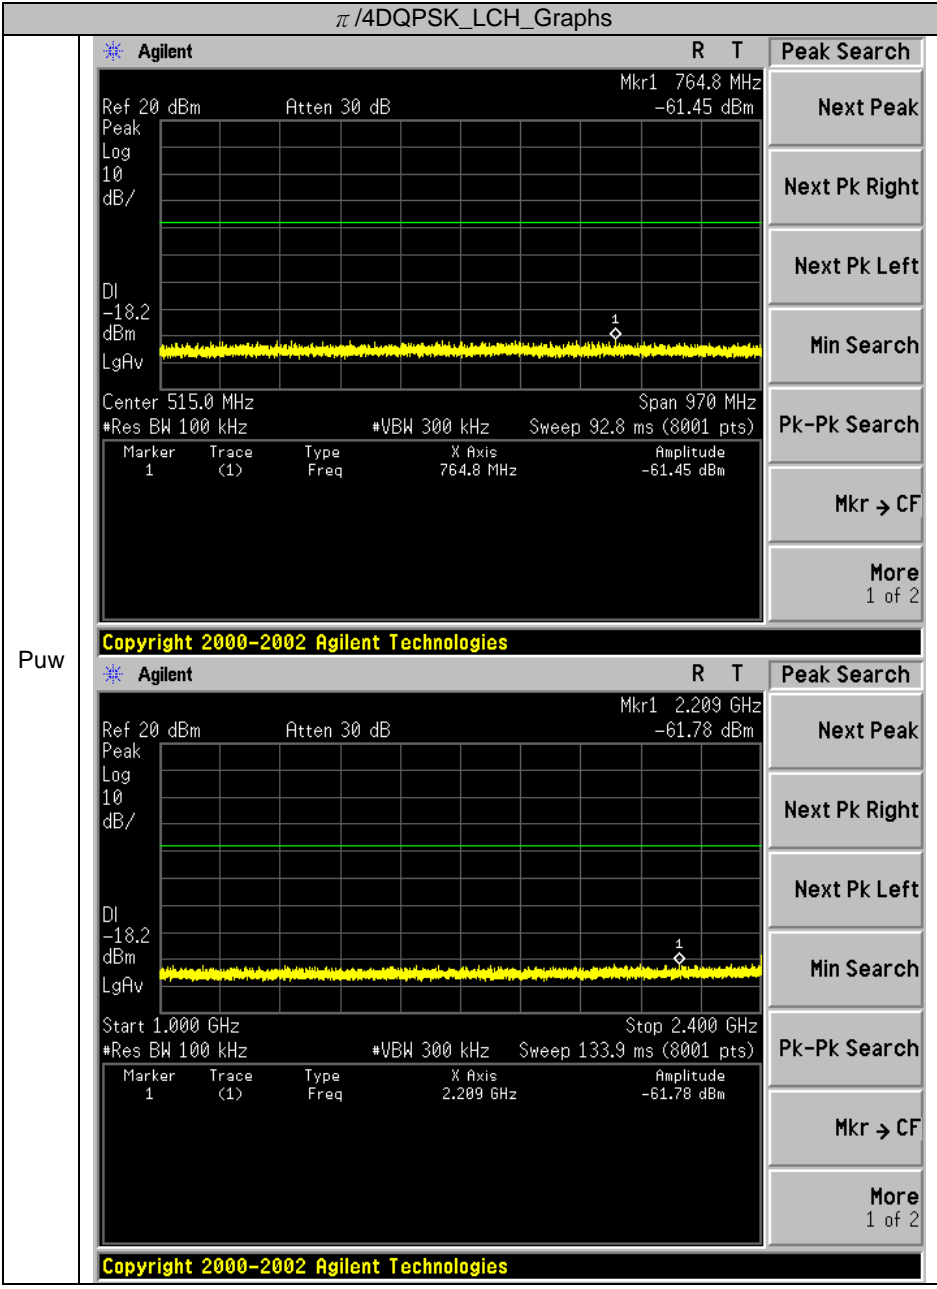 π/4DQPSK_LCH_Graphs
Puw
Agilent R T
Peak Search
Mkr1 764.8 MHz
Ref 20 dBm Atten 30 dB -61.45 dBm
Peak
Log
10
dB/
DI
-18.2
dBm
LgAv
1
Center 515.0 MHz Span 970 MHz
#Res BW 100 kHz #VBW 300 kHz Sweep 92.8 ms (8001 pts)
Marker Trace Type X Axis Amplitude
1 (1) Freq 764.8 MHz -61.45 dBm
Next Peak
Next Pk Right
Next Pk Left
Min Search
Pk-Pk Search
Mkr → CF
More
1 of 2
Copyright 2000-2002 Agilent Technologies
Agilent R T
Peak Search
Mkr1 2.209 GHz
Ref 20 dBm Atten 30 dB -61.78 dBm
Peak
Log
10
dB/
DI
-18.2
dBm
LgAv
1
Start 1.000 GHz Stop 2.400 GHz
#Res BW 100 kHz #VBW 300 kHz Sweep 133.9 ms (8001 pts)
Marker Trace Type X Axis Amplitude
1 (1) Freq 2.209 GHz -61.78 dBm
Next Peak
Next Pk Right
Next Pk Left
Min Search
Pk-Pk Search
Mkr → CF
More
1 of 2
Copyright 2000-2002 Agilent Technologies